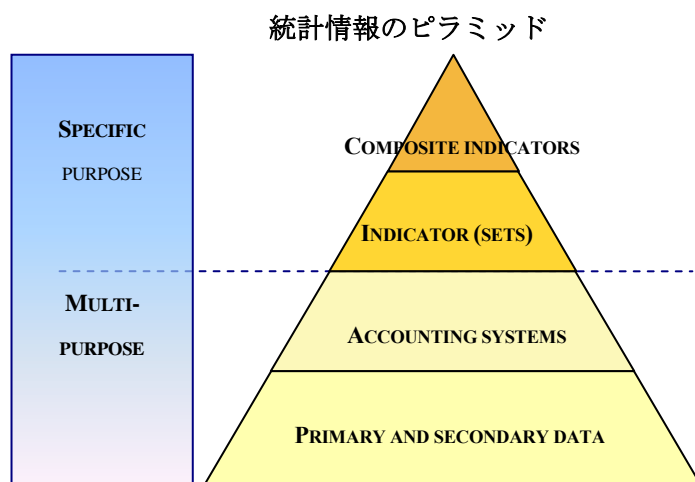 統計情報のピラミッド
SPECIFIC
PURPOSE
MULTI-
PURPOSE
COMPOSITE INDICATORS
INDICATOR (SETS)
ACCOUNTING SYSTEMS
PRIMARY AND SECONDARY DATA